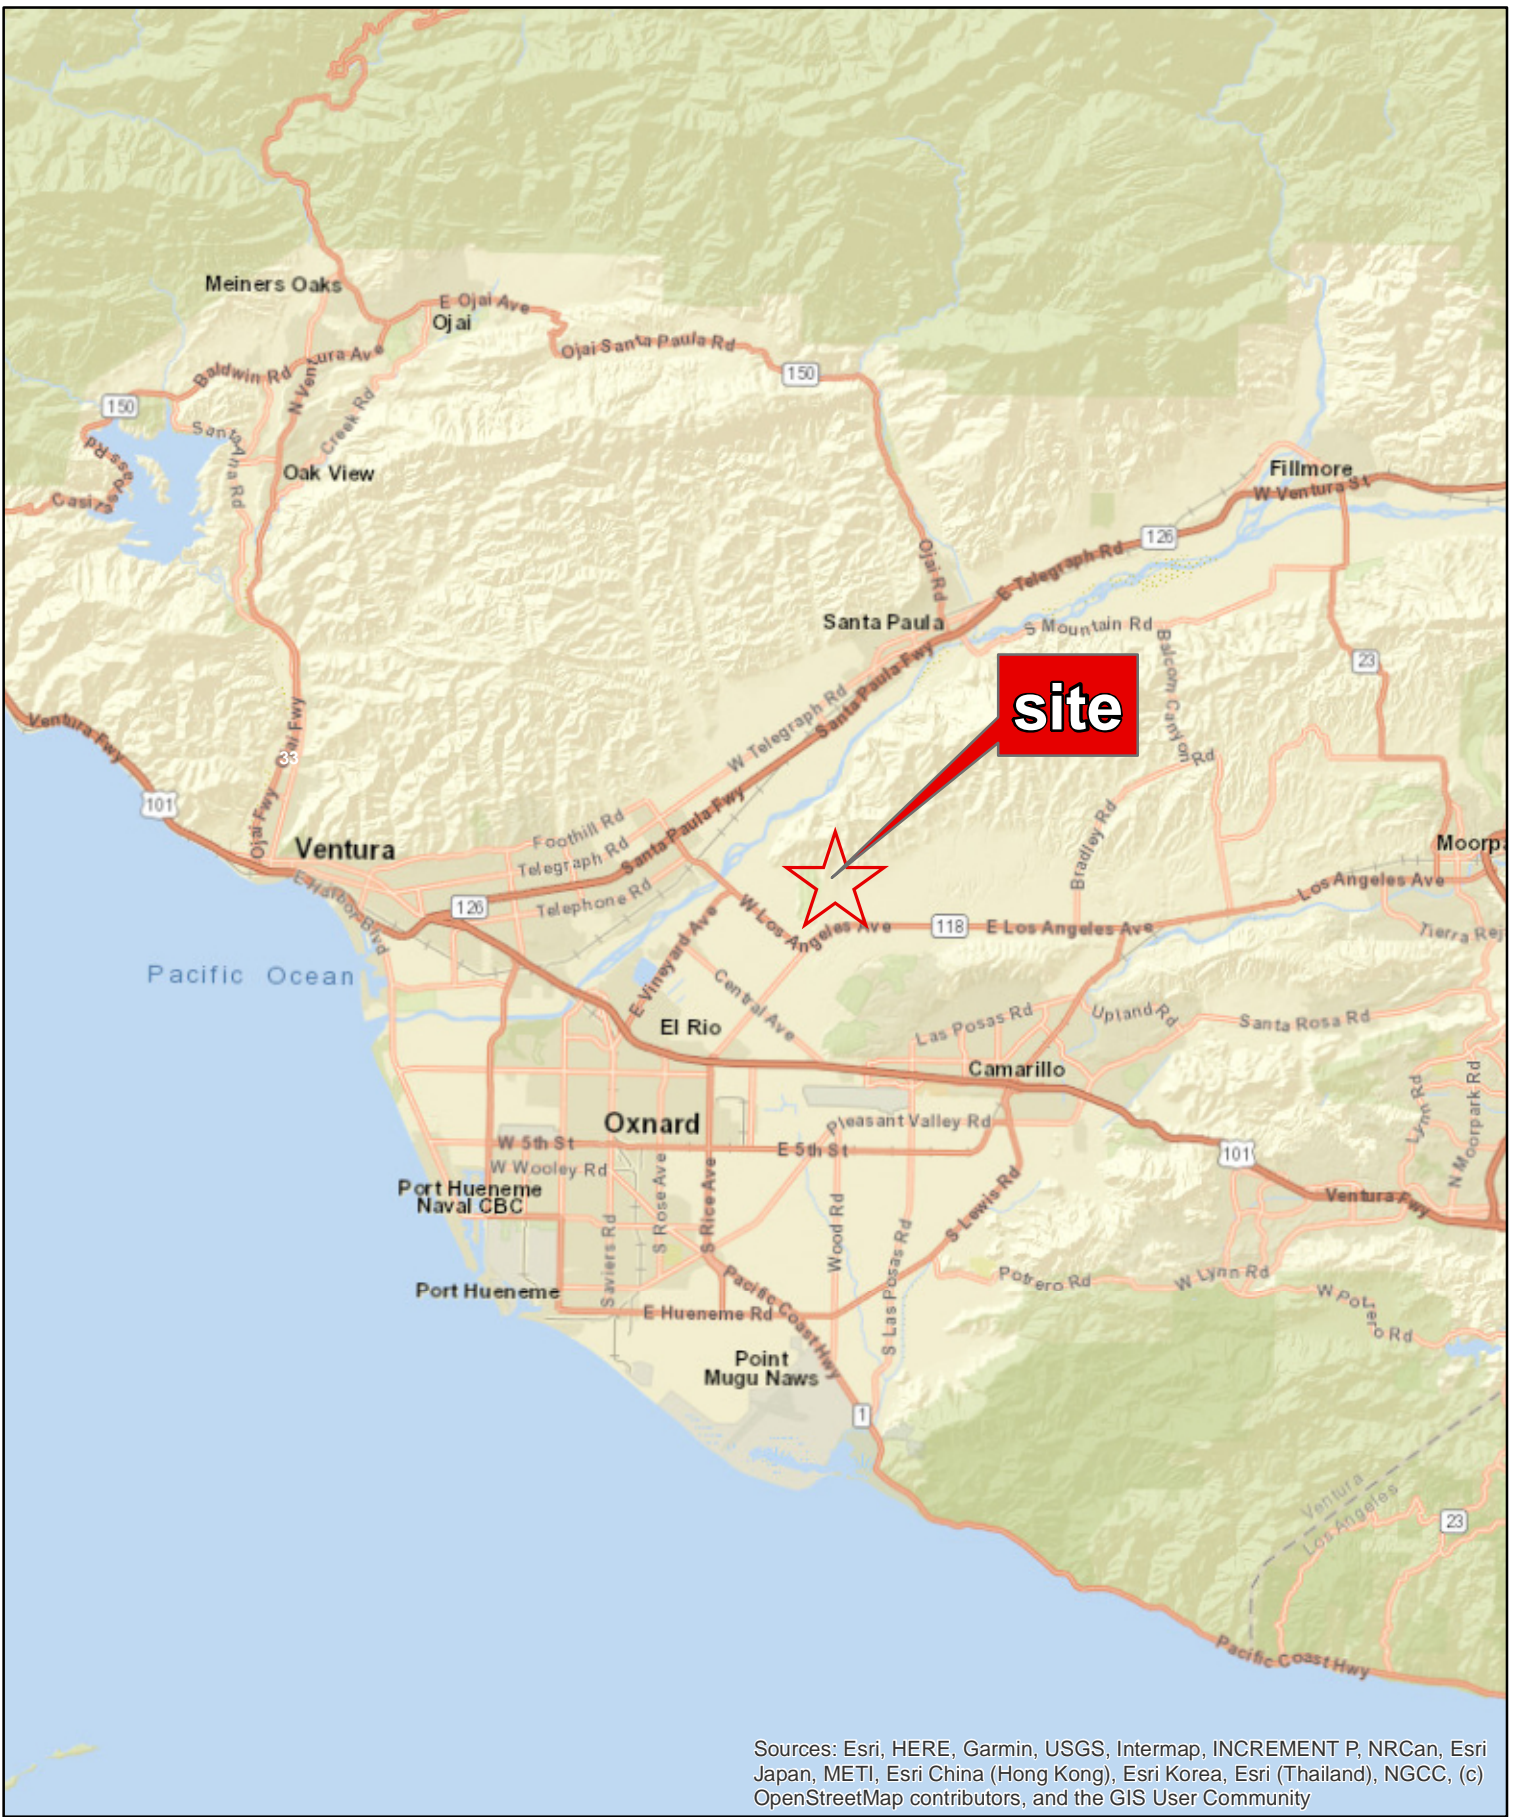 Meiners Oaks
E Ojai Ave
Ojai
Ojai Santa Paula Rd
150
N Ventura Ave
Baldwin Rd
150
Creek Rd
Santa Ana Rd
Oak View
Casitas Pass Rd
Fillmore
W Ventura St
126
E Telegraph Rd
Ojai Rd
Santa Paula
S Mountain Rd
Balcom Canyon Rd
23
site
Santa Paula Fwy
W Telegraph Rd
Ventura Fwy
Ojai Fwy
33
101
Ojai Fwy
Santa Paula Fwy
Foothill Rd
Ventura
Telegraph Rd
Bradley Rd
Moorp
Los Angeles Ave
E Harbor Blvd
126
Telephone Rd
W Los Angeles Ave
118
E Los Angeles Ave
Tierra Rej
E Vineyard Ave
Pacific Ocean
Central Ave
El Rio
Las Posas Rd
Upland Rd
Santa Rosa Rd
Camarillo
Lynn Rd
N Moorpark Rd
Oxnard
Pleasant Valley Rd
W 5th St
E 5th St
101
W Wooley Rd
Port Hueneme
Naval CBC
S Rose Ave
S Rice Ave
Wood Rd
S Lewis Rd
Ventura Fwy
Saviers Rd
S Las Posas Rd
Port Hueneme
Pacific Coast Hwy
Potrero Rd
W Lynn Rd
W Potrero Rd
E Hueneme Rd
Point
Mugu Naws
1
Ventura
Los Angeles
23
Pacific Coast Hwy
Sources: Esri, HERE, Garmin, USGS, Intermap, INCREMENT P, NRCan, Esri
Japan, METI, Esri China (Hong Kong), Esri Korea, Esri (Thailand), NGCC, (c)
OpenStreetMap contributors, and the GIS User Community